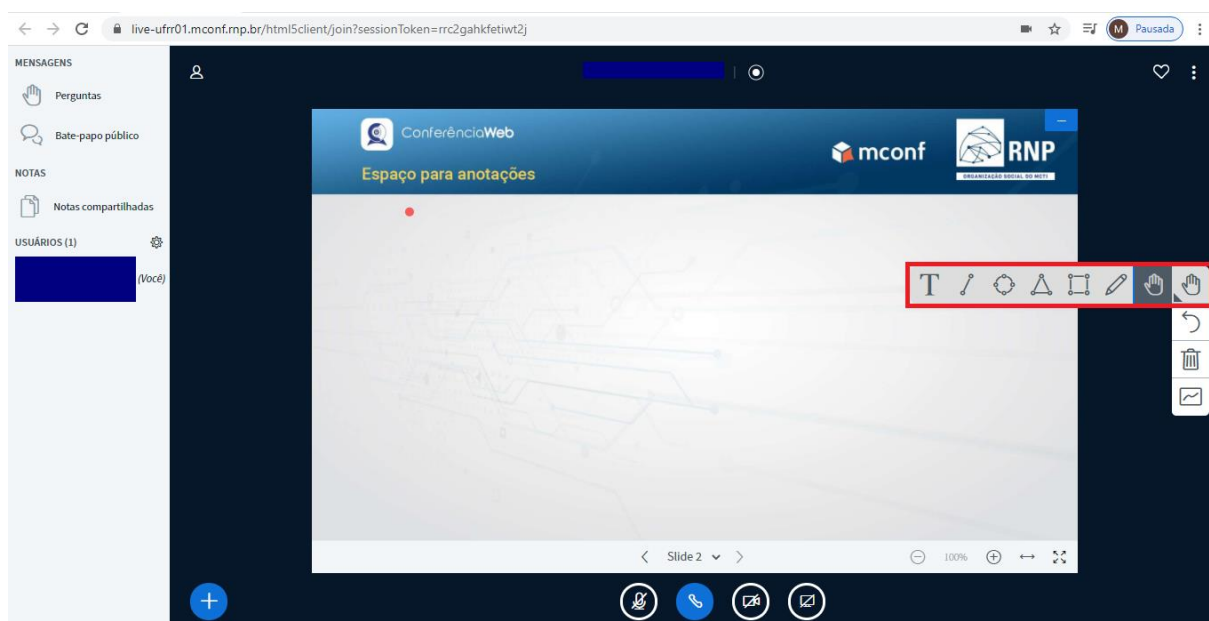 live-ufrr01.mconf.rnp.br/html5client/join?sessionToken=rrc2gahkfetiwt2j
M Pausada
MENSAGENS
Perguntas
Bate-papo público
NOTAS
Notas compartilhadas
USUÁRIOS (1)
(Você)
ConferênciaWeb
Espaço para anotações
mconf
RNP
ORGANIZAÇÃO SOCIAL DO MCTI
T
Slide 2
100%